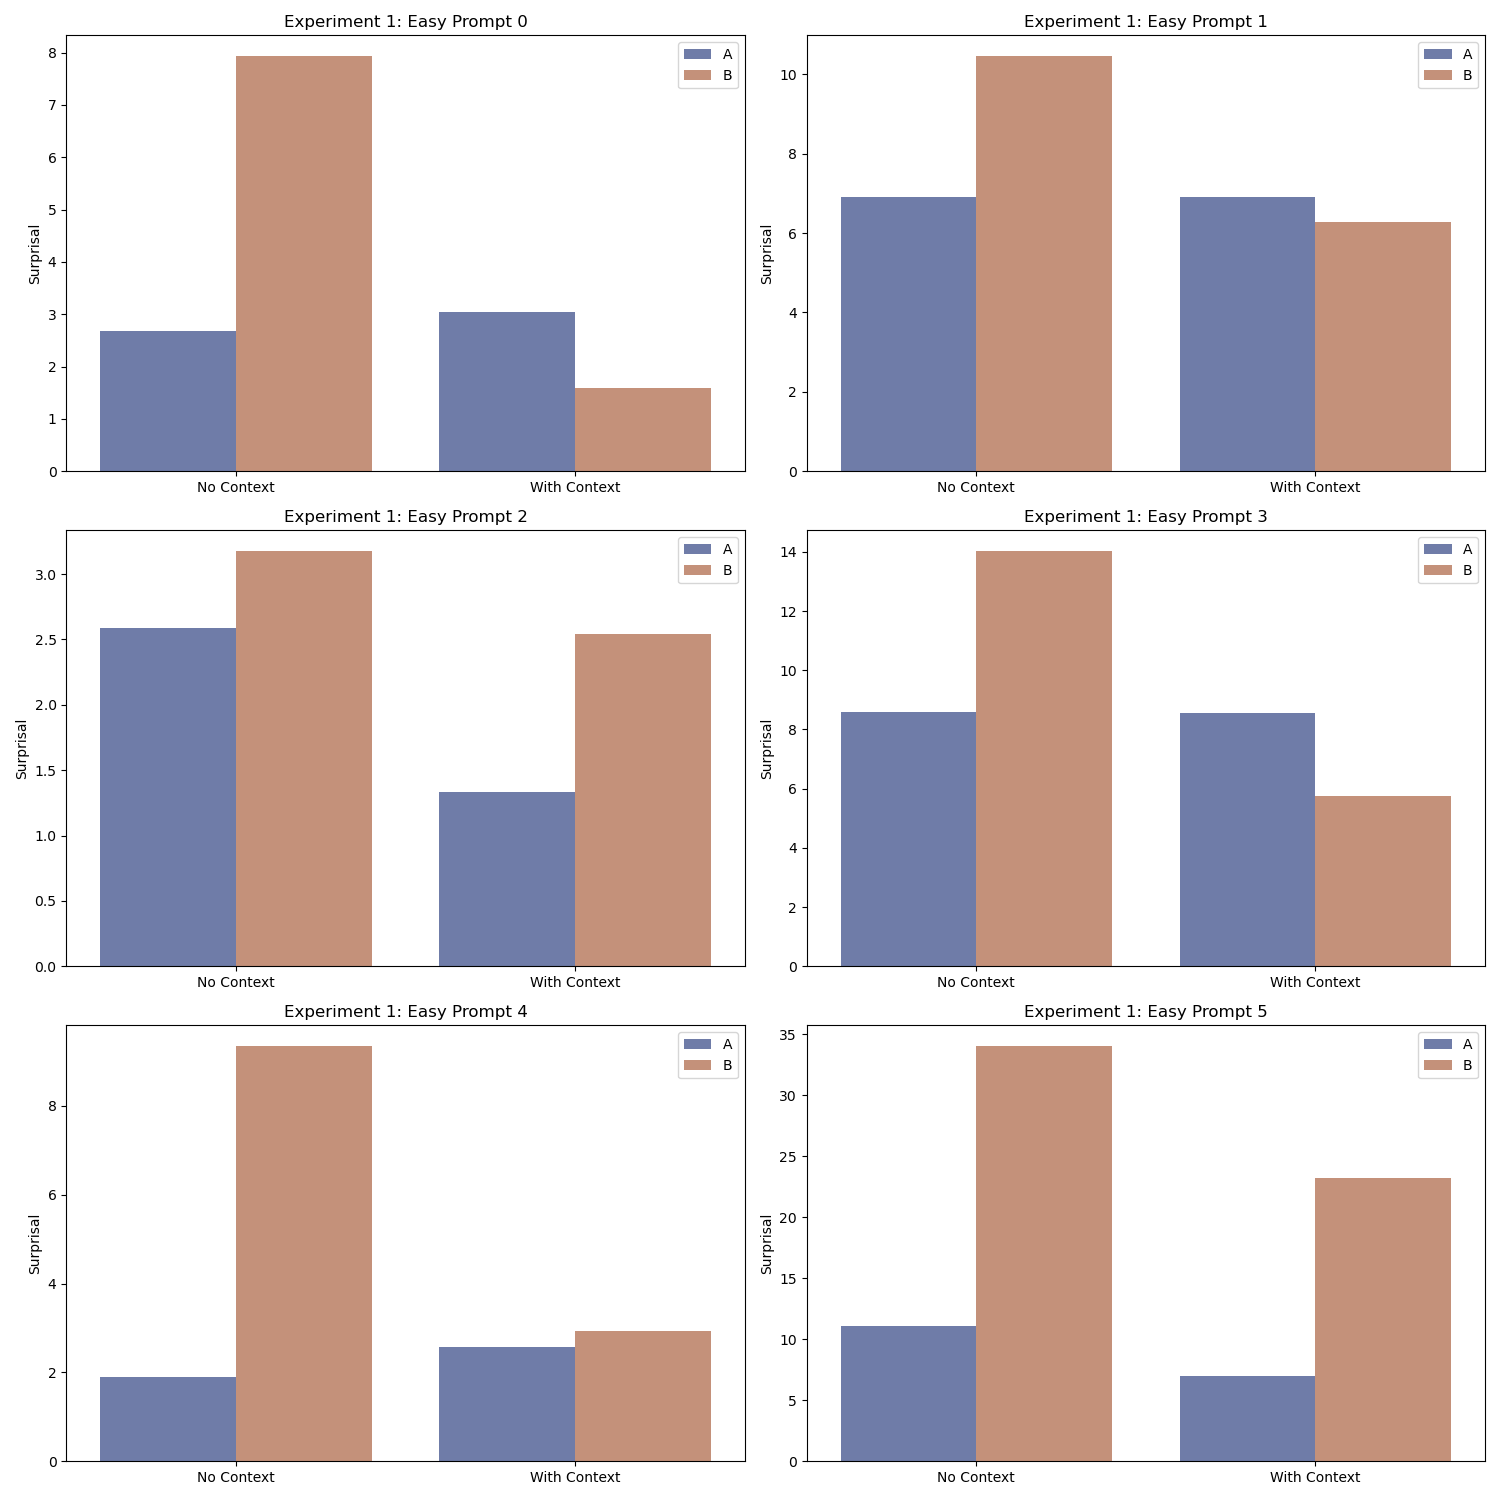 Experiment 1: Easy Prompt 0
A
B
Surprisal
8
7
6
5
4
3
2
1
0
No Context With Context
Experiment 1: Easy Prompt 1
A
B
Surprisal
10
8
6
4
2
0
No Context With Context
Experiment 1: Easy Prompt 2
A
B
Surprisal
3.0
2.5
2.0
1.5
1.0
0.5
0.0
No Context With Context
Experiment 1: Easy Prompt 3
A
B
Surprisal
14
12
10
8
6
4
2
0
No Context With Context
Experiment 1: Easy Prompt 4
A
B
Surprisal
8
6
4
2
0
No Context With Context
Experiment 1: Easy Prompt 5
A
B
Surprisal
35
30
25
20
15
10
5
0
No Context With Context